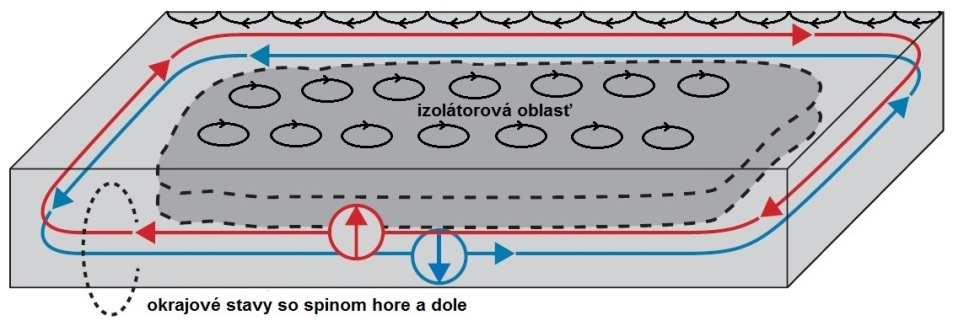 izolátorová oblasť
okrajové stavy so spinom hore a dole